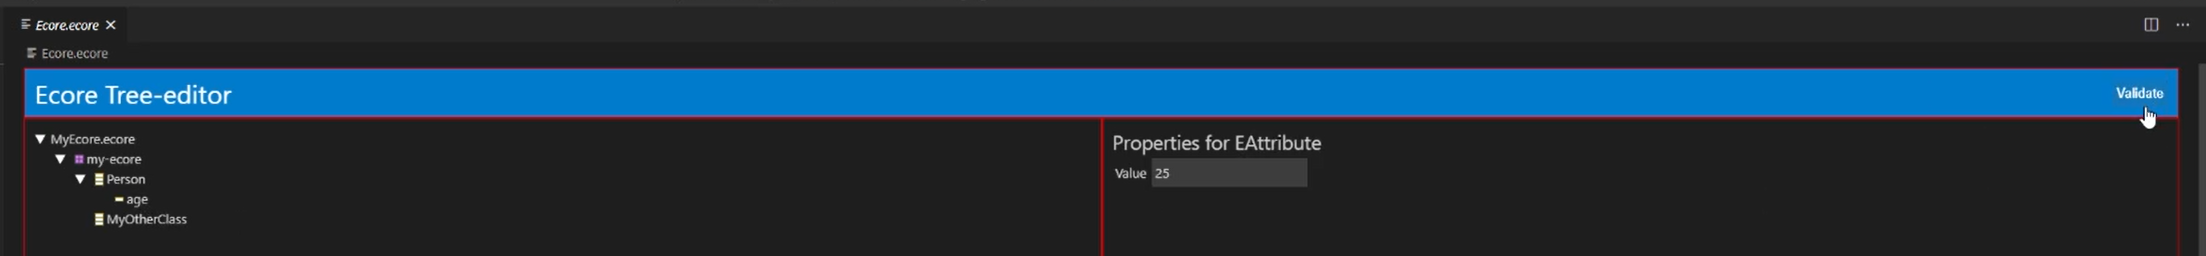 Ecore.ecore
Ecore.ecore
Ecore Tree-editor
Validate
MyEcore.ecore
my-ecore
Person
age
MyOtherClass
Properties for EAttribute
Value 25